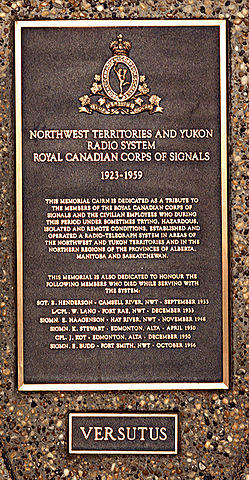 NORTHWEST TERRITORIES AND YUKON
RADIO SYSTEM
ROYAL CANADIAN CORPS OF SIGNALS
1923-1959
THIS MEMORIAL CAIRN IS DEDICATED AS A TRIBUTE TO
THE MEMBERS OF THE ROYAL CANADIAN CORPS OF
SIGNALS AND THE CIVILIAN EMPLOYEES WHO DURING
THIS PERIOD UNDER SOMETIMES TRYING, HAZARDOUS,
ISOLATED AND REMOTE CONDITIONS, ESTABLISHED AND
OPERATED A RADIO-TELEGRAPH SYSTEM IN AREAS OF
THE NORTHWEST AND YUKON TERRITORIES AND IN THE
NORTHERN REGIONS OF THE PROVINCES OF ALBERTA,
MANITOBA AND SASKATCHEWAN.
THIS MEMORIAL IS ALSO DEDICATED TO HONOUR THE
FOLLOWING MEMBERS WHO DIED WHILE SERVING WITH
THE SYSTEM:
SGT. E. HENDERSON - CAMSELL RIVER, NWT - SEPTEMBER 1933
L/CPL. W. LANG - FORT RAE, NWT - DECEMBER 1933
SIGMN. E. HAAGENSON - HAY RIVER, NWT - NOVEMBER 1946
SIGMN. K. STEWART - EDMONTON, ALTA - APRIL 1950
CPL. J. KOT - EDMONTON, ALTA - DECEMBER 1950
SIGMN. E. BUDD - FORT SMITH, NWT - OCTOBER 1956
VERSUTUS